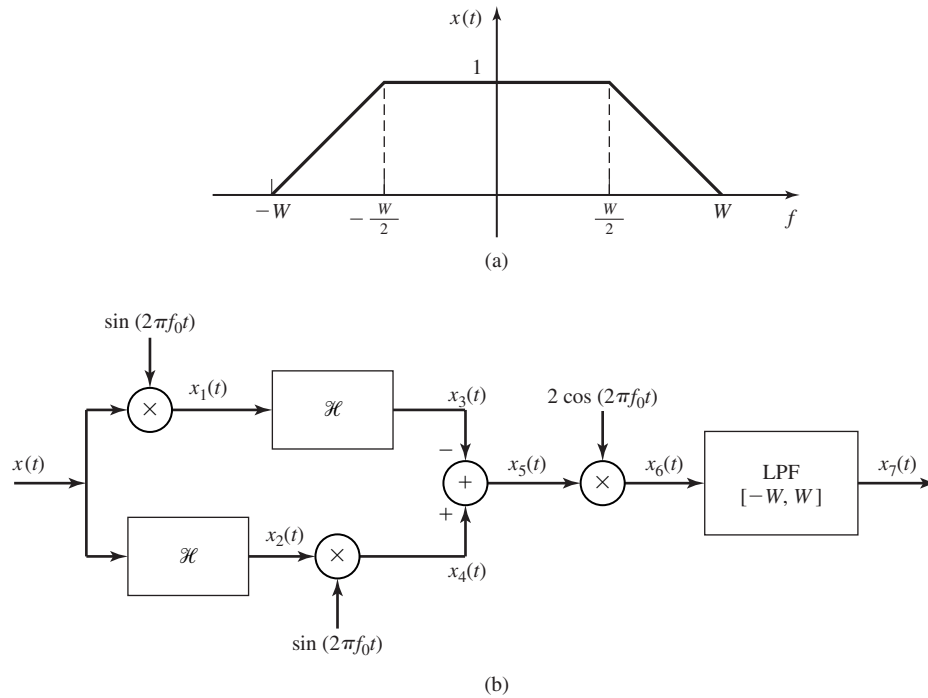 x(t)
1
−W
−W/2
W/2
W
f
(a)
sin (2πf₀t)
x₁(t)
ℋ
x₃(t)
2 cos (2πf₀t)
x(t)
−
+
x₅(t)
×
x₆(t)
LPF
[−W, W]
x₇(t)
×
+
ℋ
x₂(t)
×
x₄(t)
sin (2πf₀t)
(b)